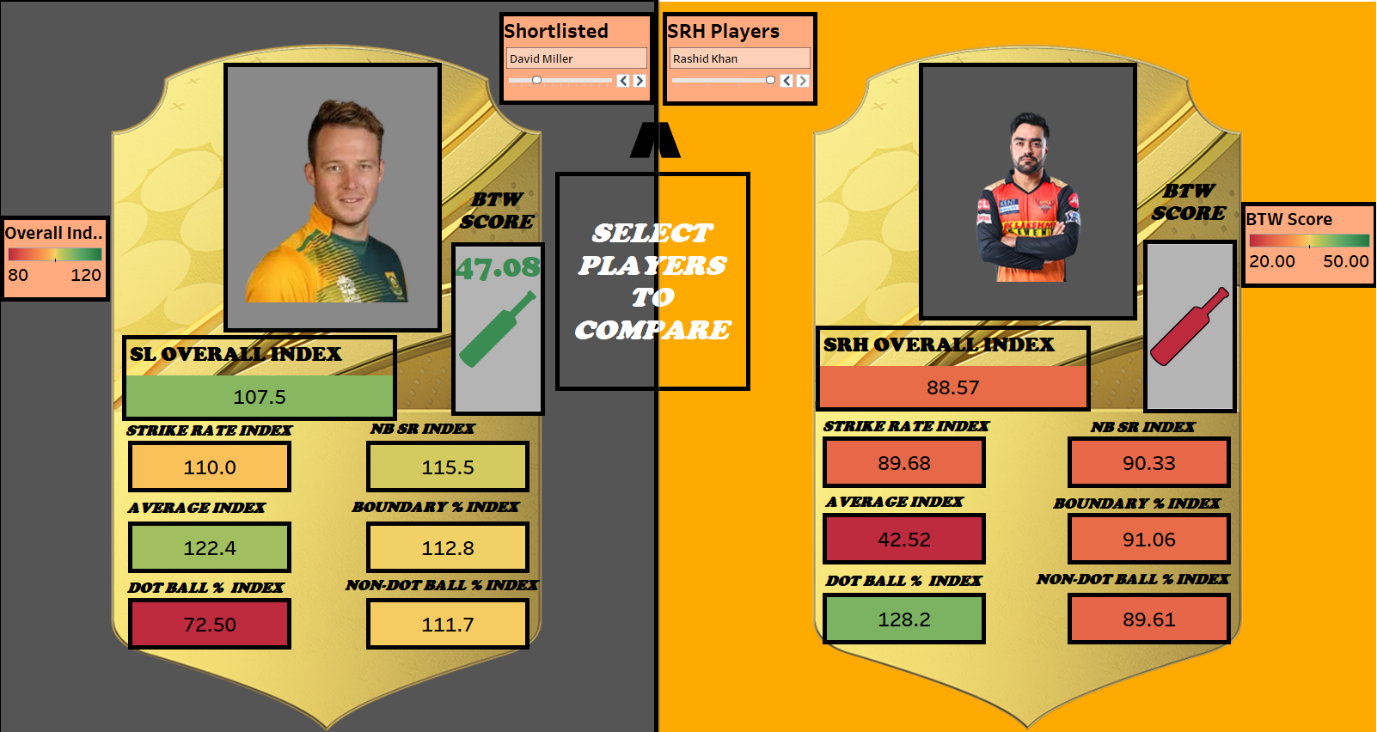 Shortlisted
David Miller
SRH Players
Rashid Khan
BTW
SCORE
47.08
Overall Ind..
80 120
SELECT
PLAYERS
TO
COMPARE
BTW
SCORE
BTW Score
20.00 50.00
SL OVERALL INDEX
107.5
STRIKE RATE INDEX
110.0
NB SR INDEX
115.5
AVERAGE INDEX
122.4
BOUNDARY % INDEX
112.8
DOT BALL % INDEX
72.50
NON-DOT BALL % INDEX
111.7
SRH OVERALL INDEX
88.57
STRIKE RATE INDEX
89.68
NB SR INDEX
90.33
AVERAGE INDEX
42.52
BOUNDARY % INDEX
91.06
DOT BALL % INDEX
128.2
NON-DOT BALL % INDEX
89.61